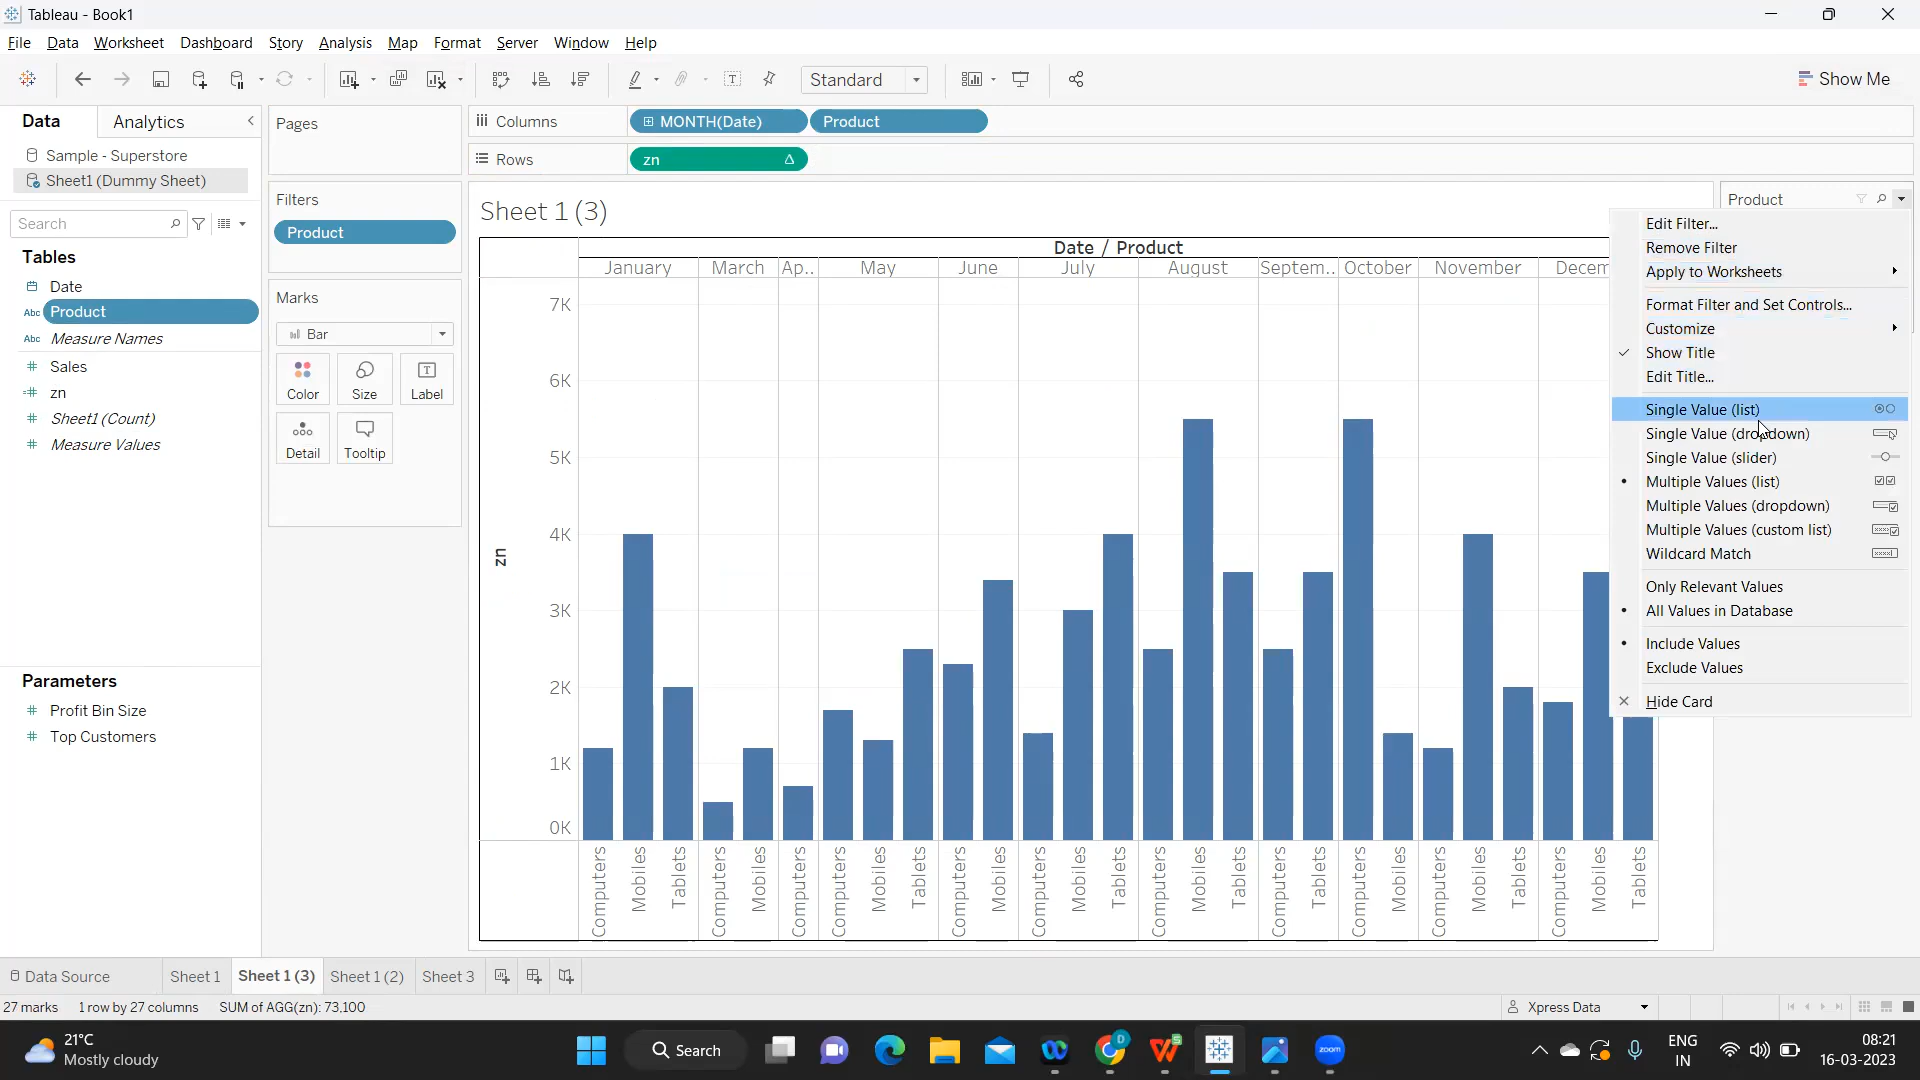 Tableau - Book1
File Data Worksheet Dashboard Story Analysis Map Format Server Window Help
Standard
Show Me
Data Analytics
Sample - Superstore
Sheet1 (Dummy Sheet)
Search
Tables
Date
Abc Product
Abc Measure Names
Sales
zn
Sheet1 (Count)
Measure Values
Parameters
Profit Bin Size
Top Customers
Pages
Filters
Product
Marks
Bar
Color Size Label
Detail Tooltip
Columns MONTH(Date) Product
Rows zn
Sheet 1 (3)
Date / Product
January March Ap.. May June July August Septem.. October November Decem
7K
6K
5K
4K
3K
2K
1K
0K
zn
Computers Mobiles Tablets Computers Mobiles Computers Computers Mobiles Tablets Computers Mobiles Computers Mobiles Tablets Computers Mobiles Tablets Computers Tablets Computers Mobiles Computers Mobiles Tablets Computers Mobiles Tablets
Product
Edit Filter...
Remove Filter
Apply to Worksheets
Format Filter and Set Controls...
Customize
Show Title
Edit Title...
Single Value (list)
Single Value (dropdown)
Single Value (slider)
Multiple Values (list)
Multiple Values (dropdown)
Multiple Values (custom list)
Wildcard Match
Only Relevant Values
All Values in Database
Include Values
Exclude Values
Hide Card
Data Source Sheet 1 Sheet 1 (3) Sheet 1 (2) Sheet 3
27 marks 1 row by 27 columns SUM of AGG(zn): 73,100
Xpress Data
21°C
Mostly cloudy
Search
zoom
ENG
IN
08:21
16-03-2023